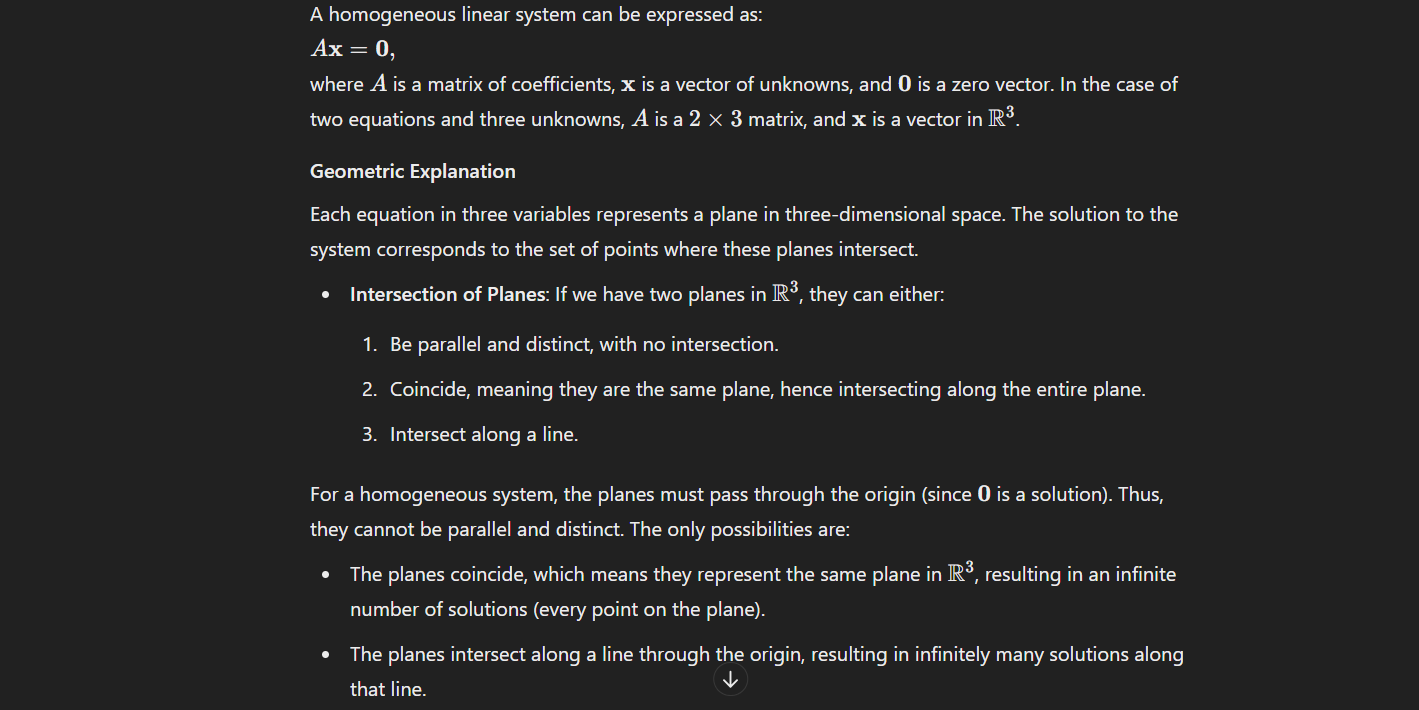 A homogeneous linear system can be expressed as:
Ax = 0,
where A is a matrix of coefficients, x is a vector of unknowns, and 0 is a zero vector. In the case of
two equations and three unknowns, A is a 2 × 3 matrix, and x is a vector in ℝ³.
Geometric Explanation
Each equation in three variables represents a plane in three-dimensional space. The solution to the
system corresponds to the set of points where these planes intersect.
• Intersection of Planes: If we have two planes in ℝ³, they can either:
1. Be parallel and distinct, with no intersection.
2. Coincide, meaning they are the same plane, hence intersecting along the entire plane.
3. Intersect along a line.
For a homogeneous system, the planes must pass through the origin (since 0 is a solution). Thus,
they cannot be parallel and distinct. The only possibilities are:
• The planes coincide, which means they represent the same plane in ℝ³, resulting in an infinite
number of solutions (every point on the plane).
• The planes intersect along a line through the origin, resulting in infinitely many solutions along
that line.